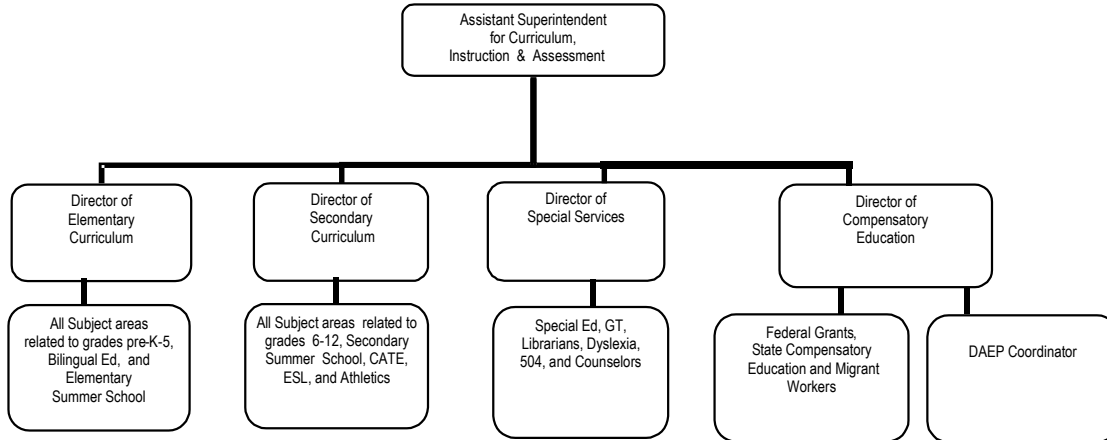 Assistant Superintendent
for Curriculum,
Instruction & Assessment
Director of
Elementary
Curriculum
Director of
Secondary
Curriculum
Director of
Special Services
Director of
Compensatory
Education
All Subject areas
related to grades pre-K-5,
Bilingual Ed, and
Elementary
Summer School
All Subject areas related to
grades 6-12, Secondary
Summer School, CATE,
ESL, and Athletics
Special Ed, GT,
Librarians, Dyslexia,
504, and Counselors
Federal Grants,
State Compensatory
Education and Migrant
Workers
DAEP Coordinator